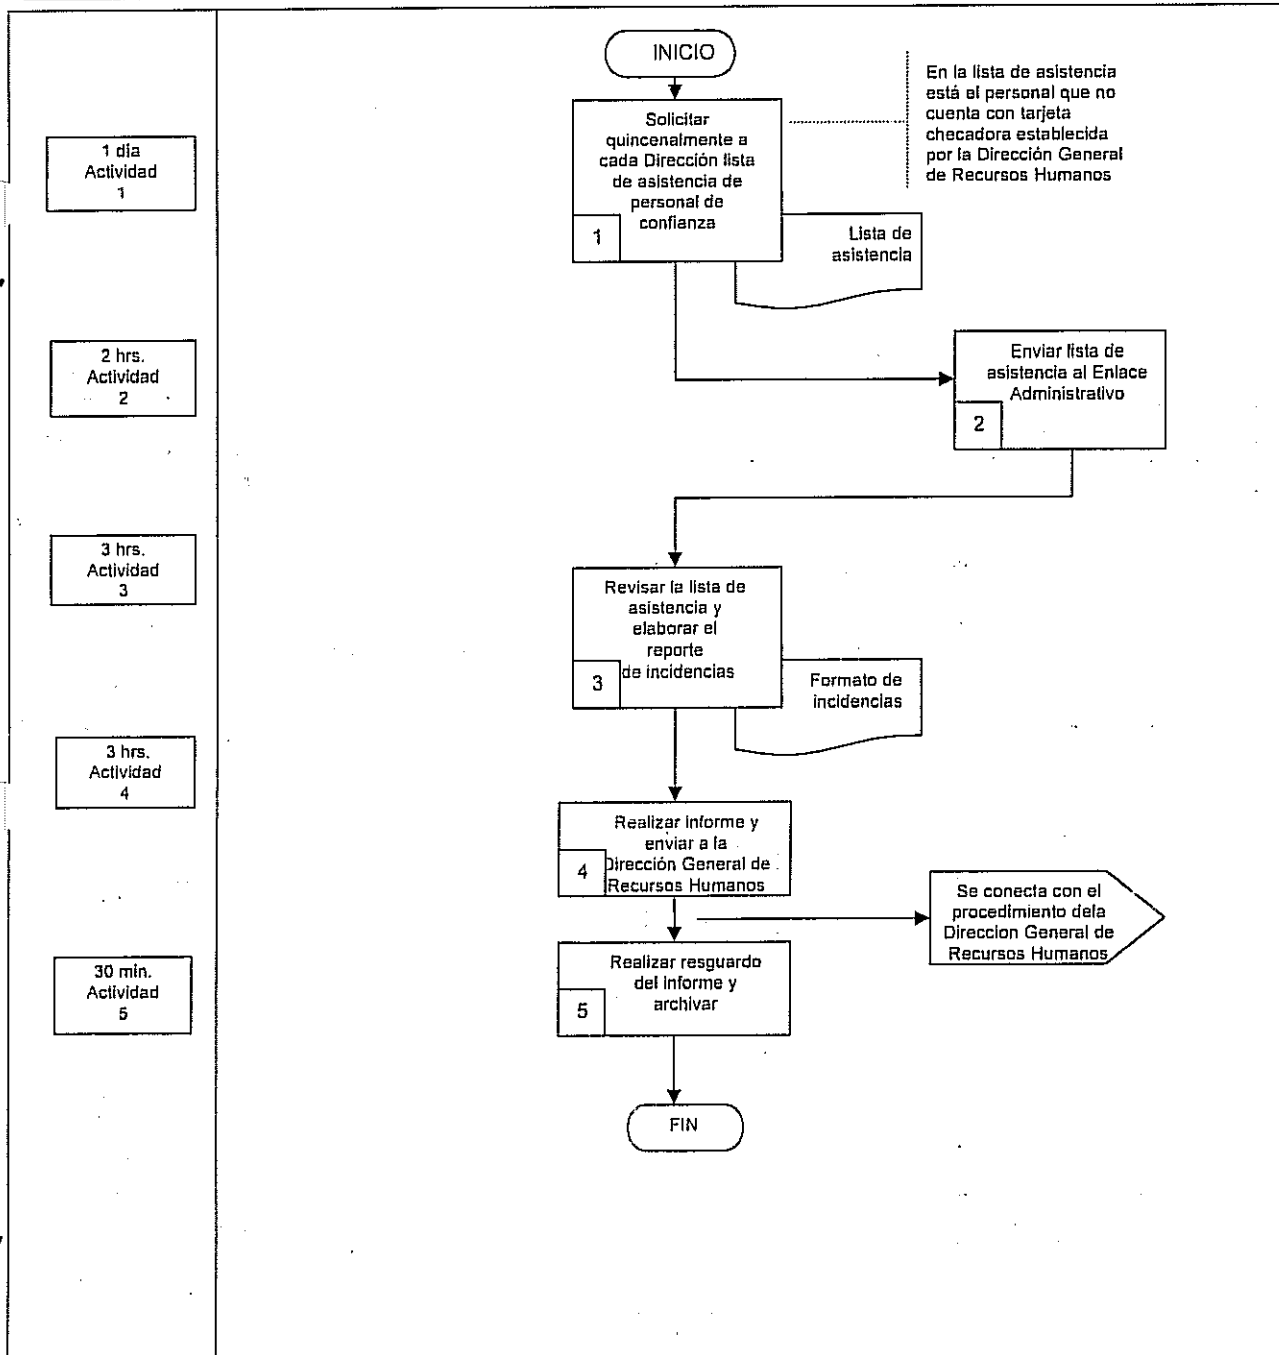 INICIO
En la lista de asistencia
está el personal que no
cuenta con tarjeta
checadora establecida
por la Dirección General
de Recursos Humanos
1 día
Actividad
1
Solicitar
quincenalmente a
cada Dirección lista
de asistencia de
personal de
confianza
1
Lista de
asistencia
2 hrs.
Actividad
2
Enviar lista de
asistencia al Enlace
Administrativo
2
3 hrs.
Actividad
3
Revisar la lista de
asistencia y
elaborar el
reporte
de incidencias
3
Formato de
incidencias
3 hrs.
Actividad
4
Realizar informe y
enviar a la
Dirección General de
Recursos Humanos
4
Se conecta con el
procedimiento dela
Direccion General de
Recursos Humanos
30 min.
Actividad
5
Realizar resguardo
del informe y
archivar
5
FIN